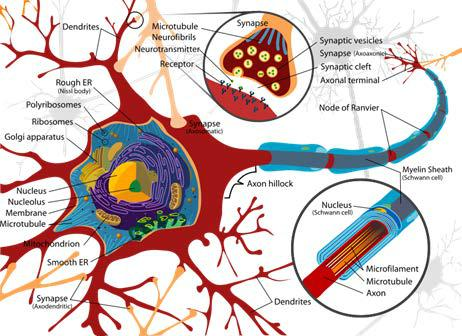 Dendrites
Microtubule
Neurofibrils
Neurotransmitter
Receptor
Synapse
Synaptic vesicles
Synapse (Axoaxonic)
Synaptic cleft
Axonal terminal
Rough ER
(Nissl body)
Polyribosomes
Ribosomes
Golgi apparatus
Synapse
(Axosomatic)
Node of Ranvier
Myelin Sheath
(Schwann cell)
Axon hillock
Nucleus
(Schwann cell)
Nucleus
Nucleolus
Membrane
Microtubule
Mitochondrion
Smooth ER
Synapse
(Axodendritic)
Microfilament
Microtubule
Axon
Dendrites